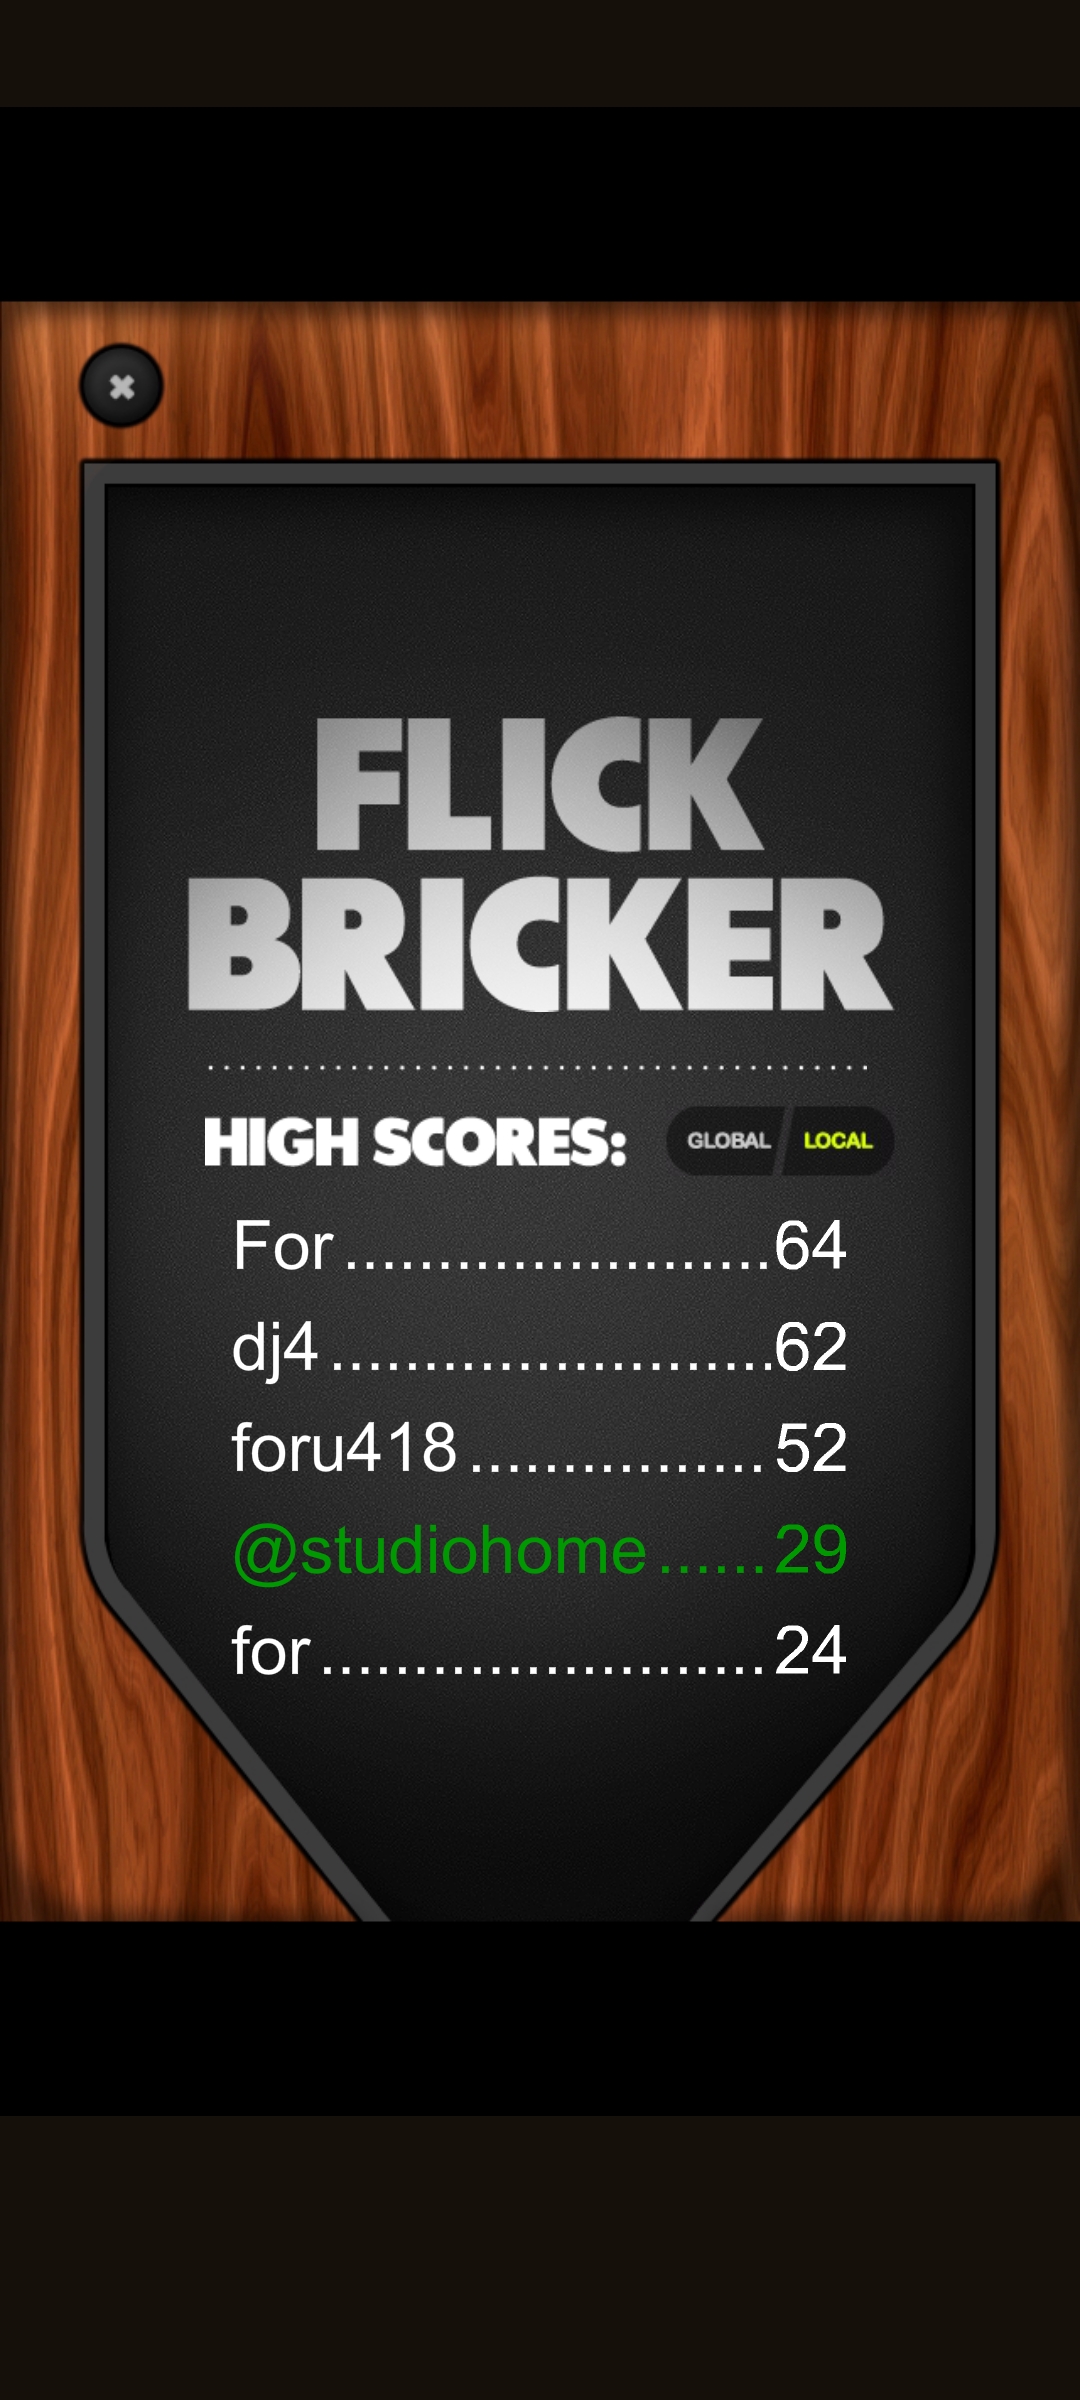 FLICK
BRICKER
HIGH SCORES: GLOBAL LOCAL
For.......................64
dj4........................62
foru418................52
@studiohome......29
for........................24